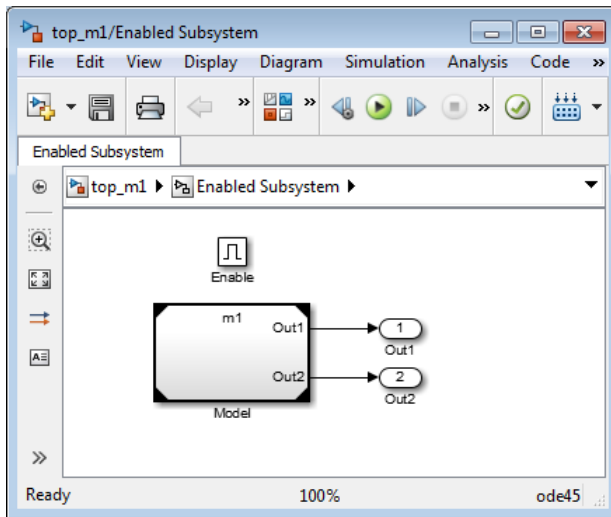 top_m1/Enabled Subsystem
File Edit View Display Diagram Simulation Analysis Code »
Enabled Subsystem
top_m1 Enabled Subsystem
Enable
m1
Out1
1
Out1
Out2
2
Out2
Model
Ready 100% ode45